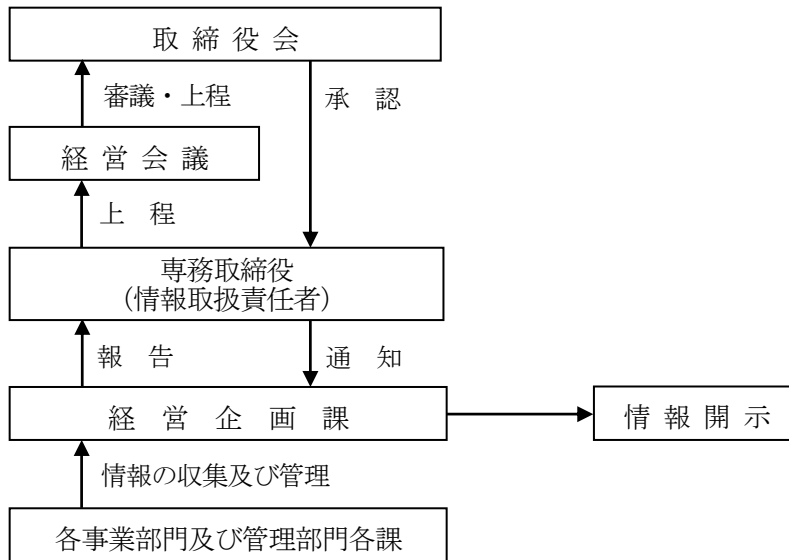 取 締 役 会
審議・上程
承 認
経 営 会 議
上 程
専務取締役
（情報取扱責任者）
報 告
通 知
経 営 企 画 課
情 報 開 示
情報の収集及び管理
各事業部門及び管理部門各課